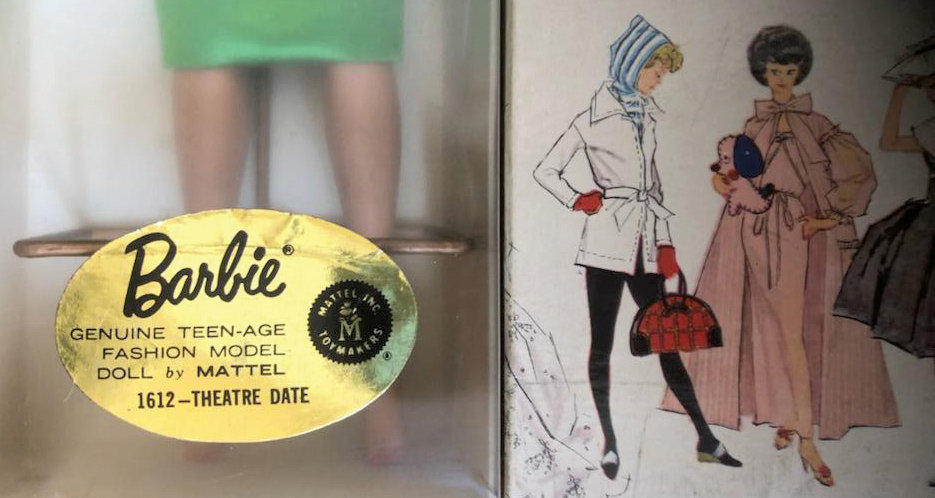 Barbie®
GENUINE TEEN-AGE
FASHION MODEL
DOLL by MATTEL
1612-THEATRE DATE
MATTEL, INC.
M
TOYMAKERS
®